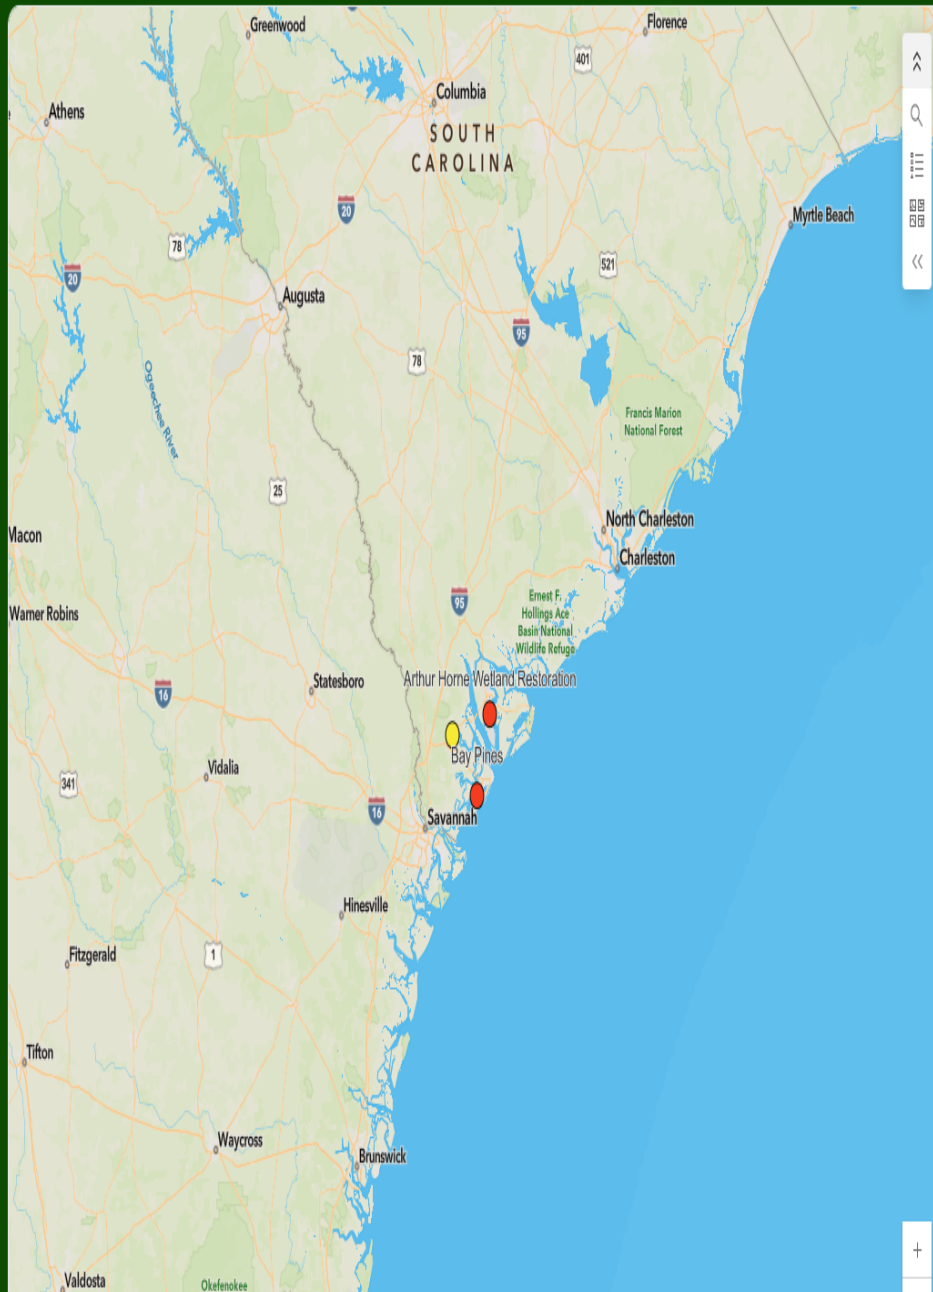 Greenwood
Florence
401
Columbia
Athens
SOUTH
CAROLINA
20
Myrtle Beach
78
521
20
Augusta
95
78
Ogeechee River
Francis Marion
National Forest
25
North Charleston
Macon
Charleston
95
Ernest F.
Hollings Ace
Basin National
Wildlife Refuge
Warner Robins
Arthur Horne Wetland Restoration
Statesboro
16
Bay Pines
Vidalia
341
16
Savannah
Hinesville
Fitzgerald
1
Tifton
Waycross
Brunswick
Valdosta
Okefenokee